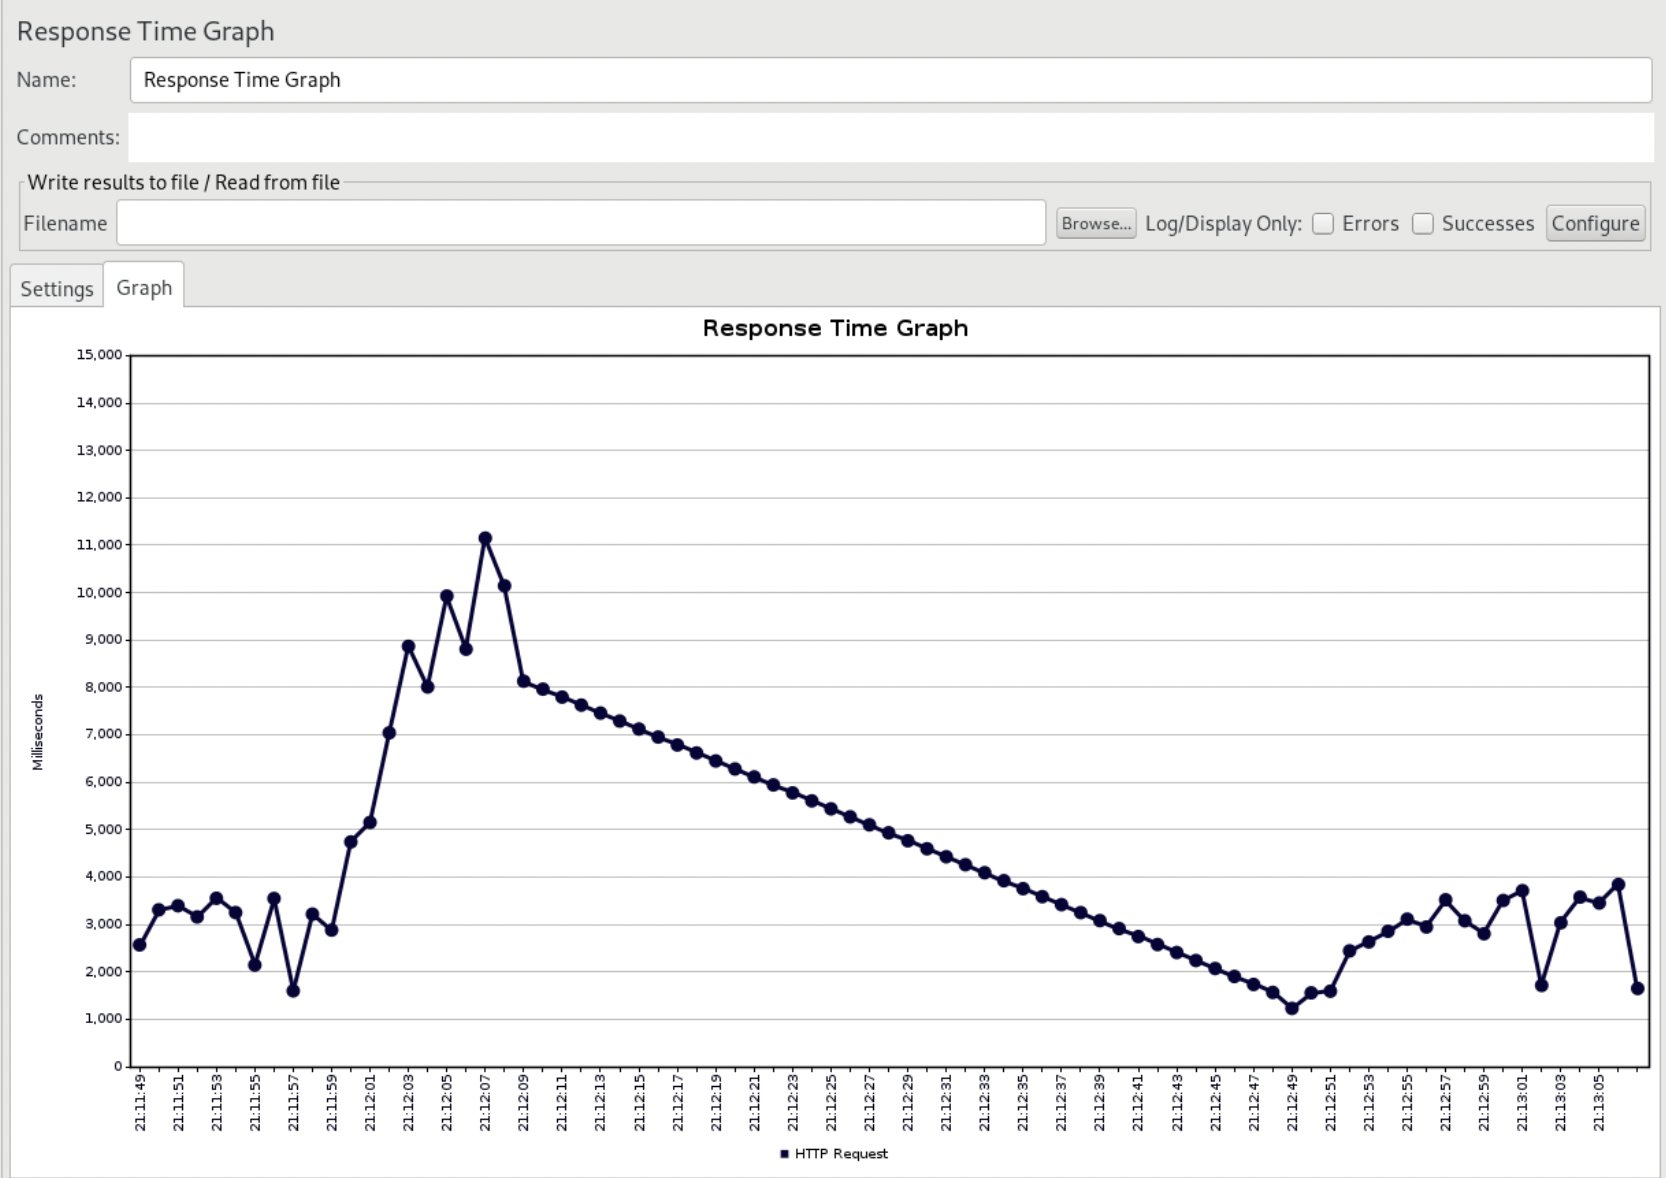 Response Time Graph
Name: Response Time Graph
Comments:
Write results to file / Read from file
Filename Browse... Log/Display Only: Errors Successes Configure
Settings Graph
Response Time Graph
15,000
14,000
13,000
12,000
11,000
10,000
9,000
8,000
7,000
6,000
5,000
4,000
3,000
2,000
1,000
0
Milliseconds
21:11:49 21:11:51 21:11:53 21:11:55 21:11:57 21:11:59 21:12:01 21:12:03 21:12:05 21:12:07 21:12:09 21:12:11 21:12:13 21:12:15 21:12:17 21:12:19 21:12:21 21:12:23 21:12:25 21:12:27 21:12:29 21:12:31 21:12:33 21:12:35 21:12:37 21:12:39 21:12:41 21:12:43 21:12:45 21:12:47 21:12:49 21:12:51 21:12:53 21:12:55 21:12:57 21:12:59 21:13:01 21:13:03 21:13:05
HTTP Request